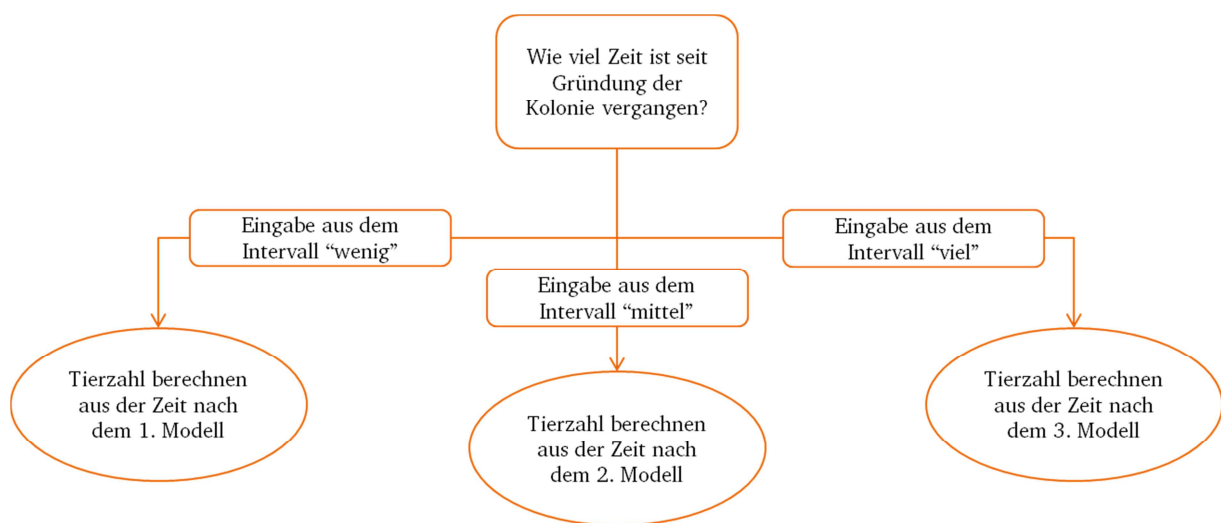 Wie viel Zeit ist seit
Gründung der
Kolonie vergangen?
Eingabe aus dem
Intervall “wenig”
Eingabe aus dem
Intervall “mittel”
Eingabe aus dem
Intervall “viel”
Tierzahl berechnen
aus der Zeit nach
dem 1. Modell
Tierzahl berechnen
aus der Zeit nach
dem 2. Modell
Tierzahl berechnen
aus der Zeit nach
dem 3. Modell